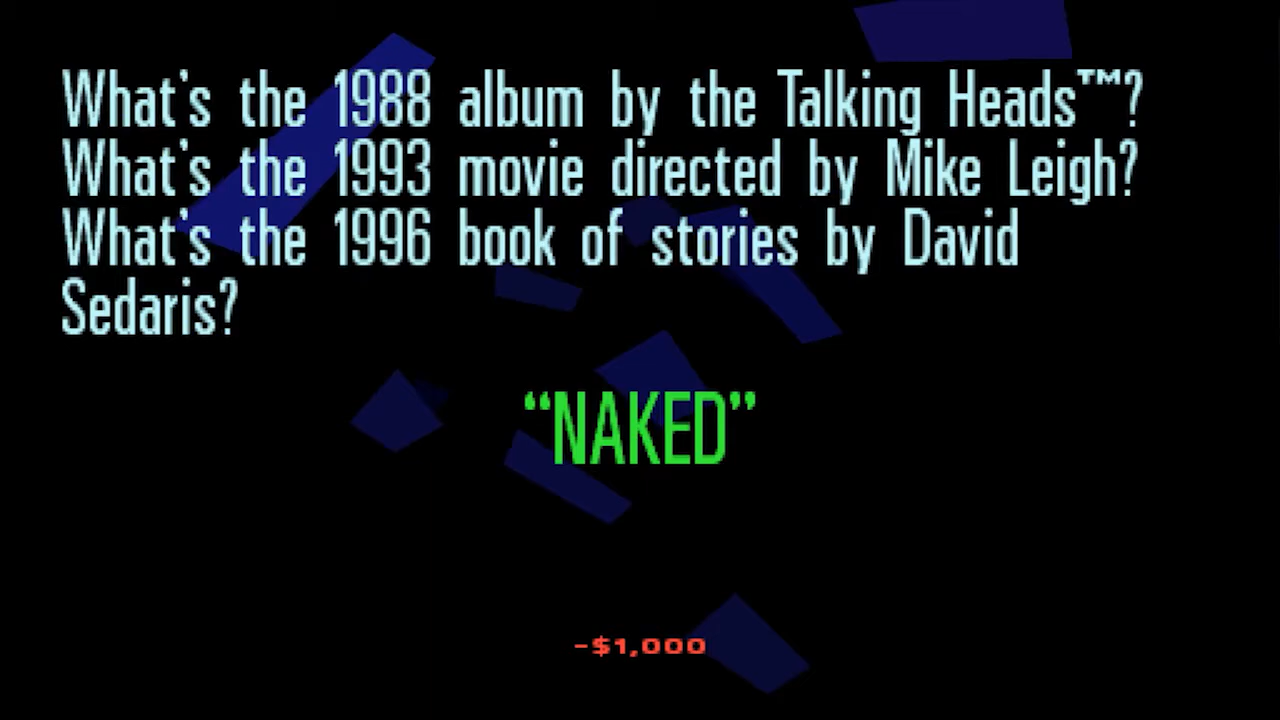 What's the 1988 album by the Talking Heads™?
What's the 1993 movie directed by Mike Leigh?
What's the 1996 book of stories by David
Sedaris?
“NAKED”
-$1,000